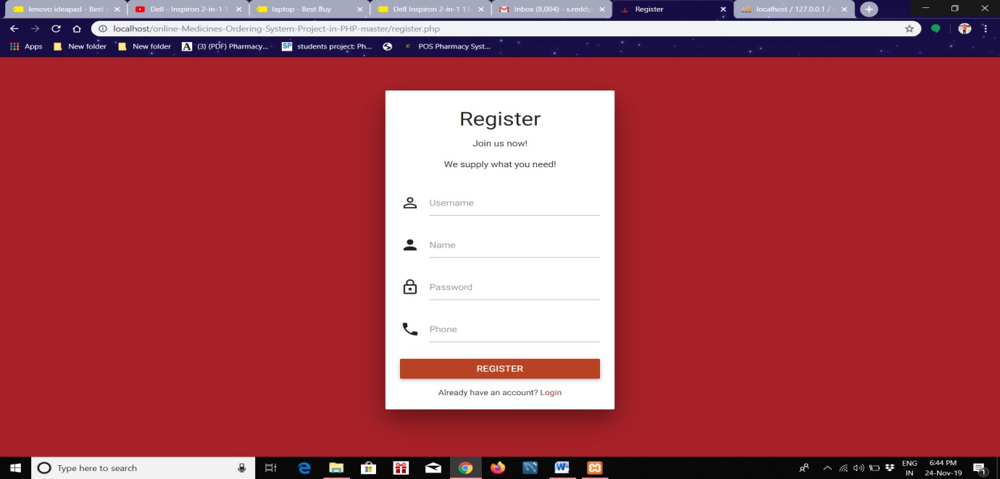 lenovo ideapad - Best
Dell - Inspiron 2-in-1 1
laptop - Best Buy
Dell Inspiron 2-in-1 13
Inbox (8,004) - s.reddy
Register
localhost / 127.0.0.1 /
localhost/online-Medicines-Ordering-System-Project-in-PHP-master/register.php
Apps
New folder
New folder
A (3) (PDF) Pharmacy...
SP students project: Ph...
POS Pharmacy Syst...
Register
Join us now!
We supply what you need!
Username
Name
Password
Phone
REGISTER
Already have an account? Login
Type here to search
ENG
IN
6:44 PM
24-Nov-19
1